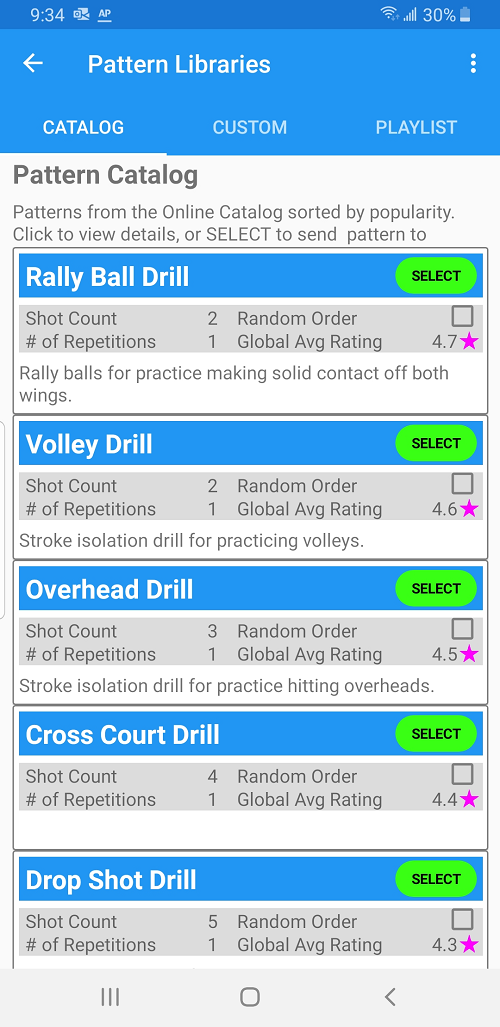 9:34 AP 30%
Pattern Libraries
CATALOG CUSTOM PLAYLIST
Pattern Catalog
Patterns from the Online Catalog sorted by popularity.
Click to view details, or SELECT to send pattern to
Rally Ball Drill SELECT
Shot Count 2 Random Order
# of Repetitions 1 Global Avg Rating 4.7★
Rally balls for practice making solid contact off both
wings.
Volley Drill SELECT
Shot Count 2 Random Order
# of Repetitions 1 Global Avg Rating 4.6★
Stroke isolation drill for practicing volleys.
Overhead Drill SELECT
Shot Count 3 Random Order
# of Repetitions 1 Global Avg Rating 4.5★
Stroke isolation drill for practice hitting overheads.
Cross Court Drill SELECT
Shot Count 4 Random Order
# of Repetitions 1 Global Avg Rating 4.4★
Drop Shot Drill SELECT
Shot Count 5 Random Order
# of Repetitions 1 Global Avg Rating 4.3★